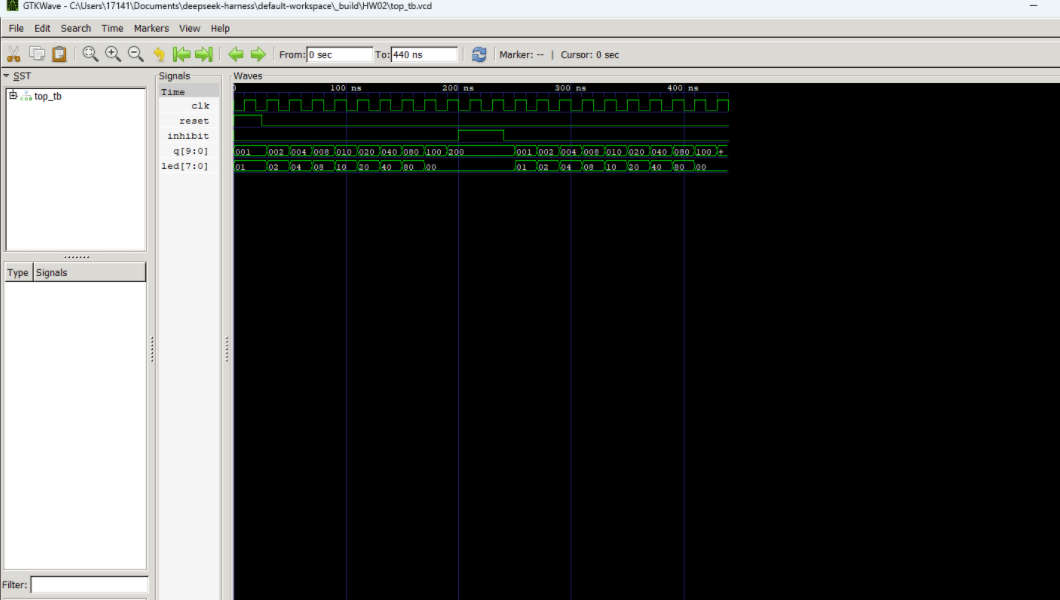 GTKWave - C:\Users\17141\Documents\deepseek-harness\default-workspace\_build\HW02\top_tb.vcd
File Edit Search Time Markers View Help
From: 0 sec To: 440 ns Marker: -- | Cursor: 0 sec
SST
top_tb
Type Signals
Filter:
Signals
Time
clk
reset
inhibit
q[9:0]
led[7:0]
Waves
0 100 ns 200 ns 300 ns 400 ns
001 002 004 008 010 020 040 080 100 200 001 002 004 008 010 020 040 080 100 +
01 02 04 08 10 20 40 80 00 01 02 04 08 10 20 40 80 00